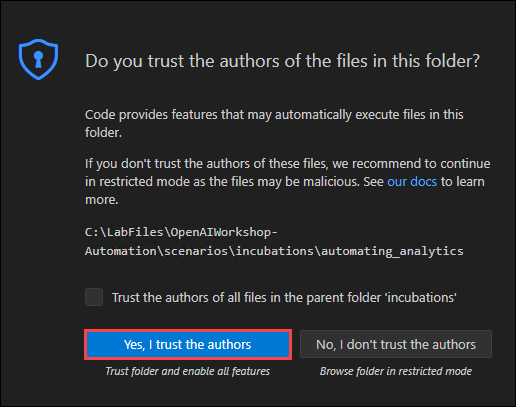 Do you trust the authors of the files in this folder?
Code provides features that may automatically execute files in this
folder.
If you don't trust the authors of these files, we recommend to continue
in restricted mode as the files may be malicious. See our docs to learn
more.
C:\LabFiles\OpenAIWorkshop-
Automation\scenarios\incubations\automating_analytics
Trust the authors of all files in the parent folder 'incubations'
Yes, I trust the authors
No, I don't trust the authors
Trust folder and enable all features
Browse folder in restricted mode